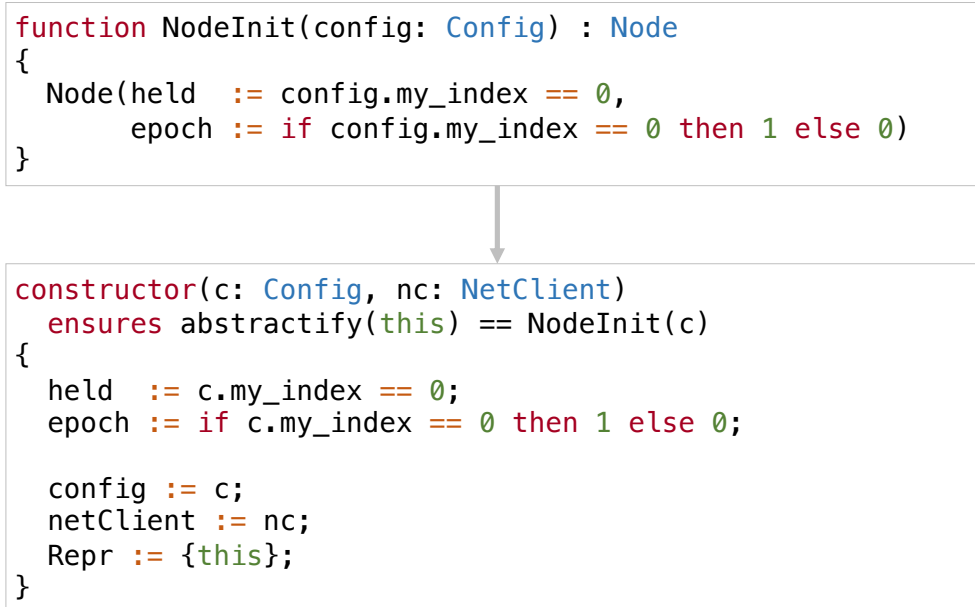 function NodeInit(config: Config) : Node
{
  Node(held  := config.my_index == 0,
       epoch := if config.my_index == 0 then 1 else 0)
}
constructor(c: Config, nc: NetClient)
  ensures abstractify(this) == NodeInit(c)
{
  held  := c.my_index == 0;
  epoch := if c.my_index == 0 then 1 else 0;

  config := c;
  netClient := nc;
  Repr := {this};
}